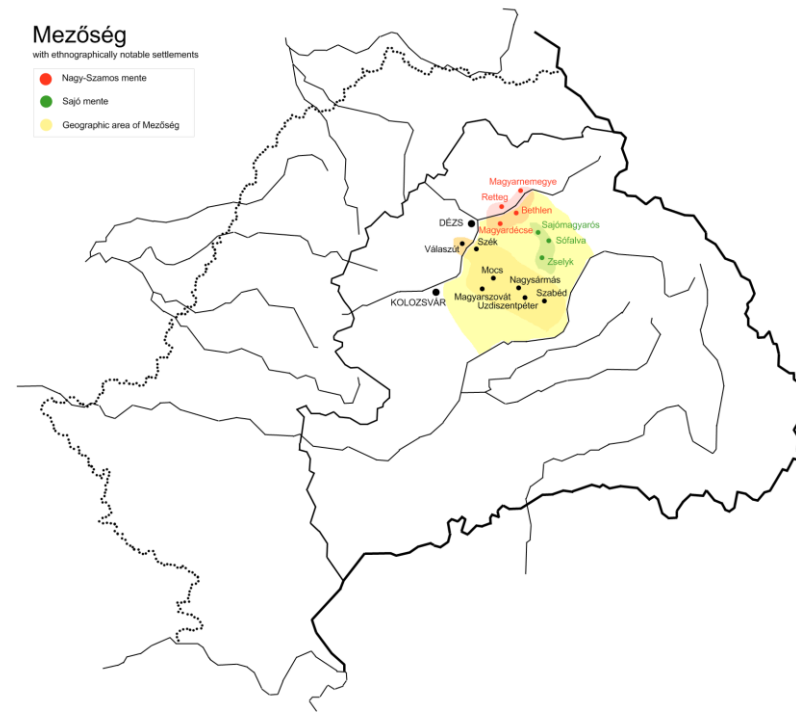 Mezőség
with ethnographically notable settlements
Nagy-Szamos mente
Sajó mente
Geographic area of Mezőség
Magyarnemegye
Retteg
Bethlen
DÉZS
Magyardécse
Sajómagyarós
Sófalva
Válaszút
Szék
Zselyk
Mocs
Nagysármás
KOLOZSVÁR
Magyarszovát
Szabéd
Uzdiszentpéter